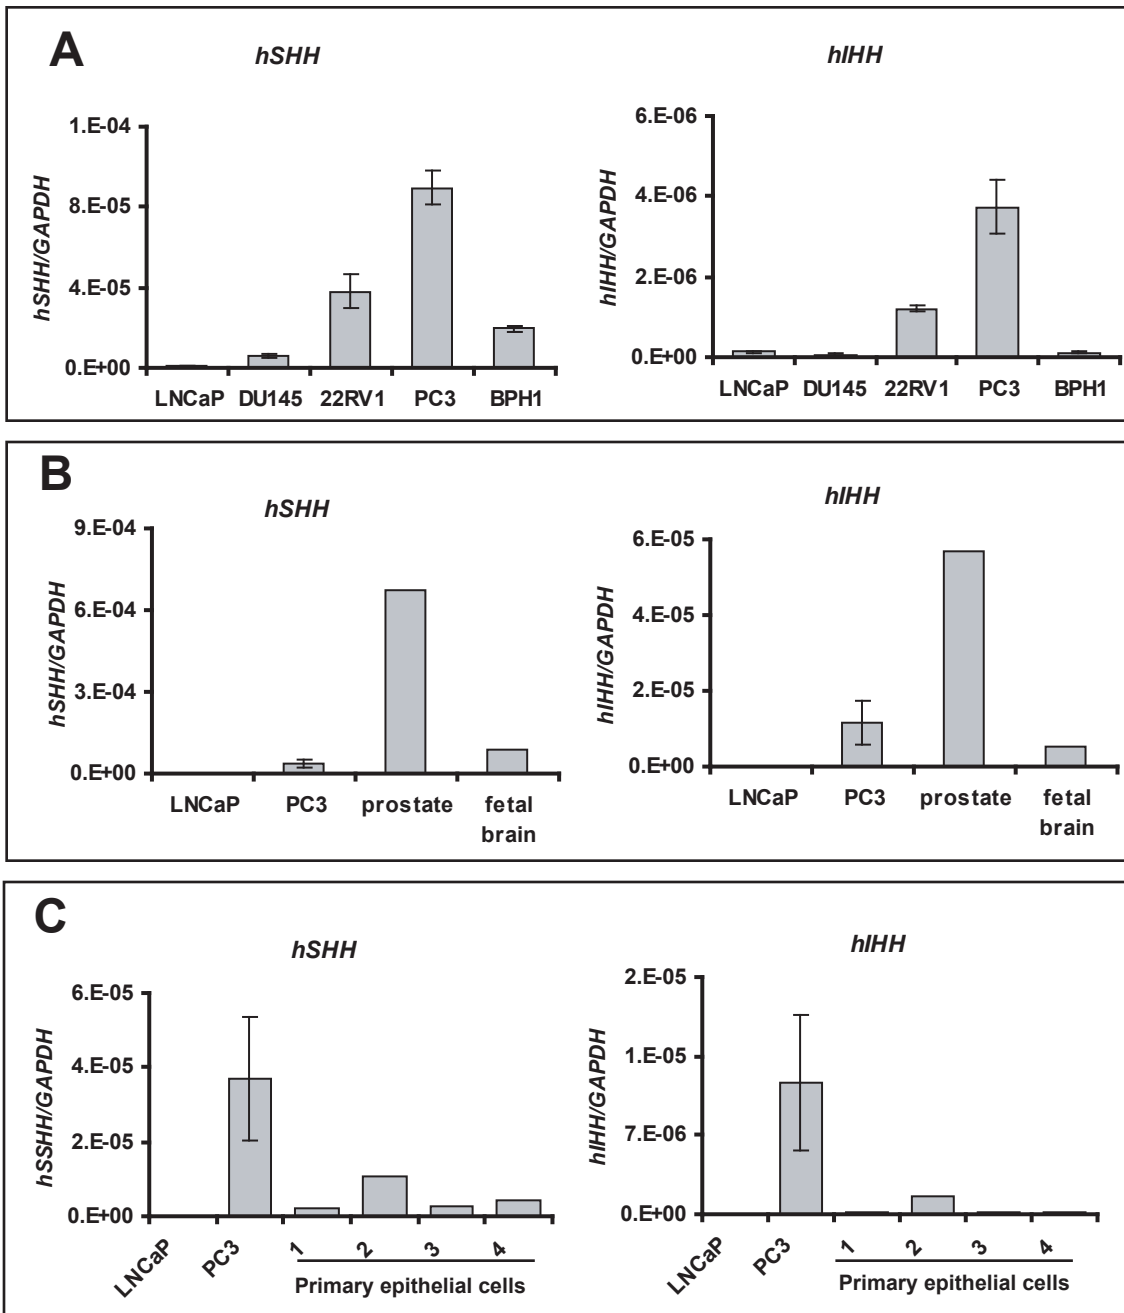 A
hSHH
hIHH
hSHH/GAPDH
1.E-04
8.E-05
4.E-05
0.E+00
LNCaP DU145 22RV1 PC3 BPH1
hIHH/GAPDH
6.E-06
4.E-06
2.E-06
0.E+00
LNCaP DU145 22RV1 PC3 BPH1
B
hSHH
hIHH
hSHH/GAPDH
9.E-04
6.E-04
3.E-04
0.E+00
LNCaP PC3 prostate fetal
brain
hIHH/GAPDH
6.E-05
4.E-05
2.E-05
0.E+00
LNCaP PC3 prostate fetal
brain
C
hSHH
hIHH
hSSHH/GAPDH
6.E-05
4.E-05
2.E-05
0.E+00
LNCaP PC3 1 2 3 4
Primary epithelial cells
hIHH/GAPDH
2.E-05
1.E-05
7.E-06
0.E+00
LNCaP PC3 1 2 3 4
Primary epithelial cells